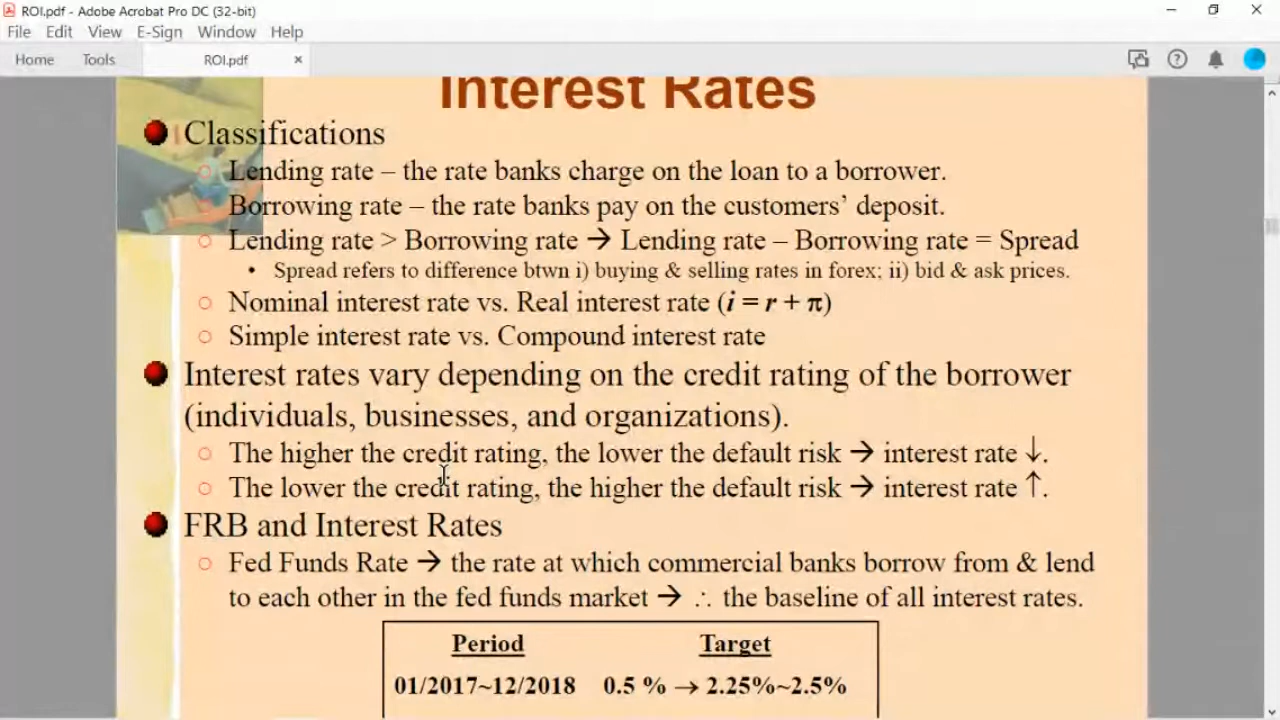 ROI.pdf - Adobe Acrobat Pro DC (32-bit)
File Edit View E-Sign Window Help
Home Tools ROI.pdf ×
Interest Rates
Classifications
Lending rate – the rate banks charge on the loan to a borrower.
Borrowing rate – the rate banks pay on the customers’ deposit.
Lending rate > Borrowing rate → Lending rate – Borrowing rate = Spread
• Spread refers to difference btwn i) buying & selling rates in forex; ii) bid & ask prices.
Nominal interest rate vs. Real interest rate (i = r + π)
Simple interest rate vs. Compound interest rate
Interest rates vary depending on the credit rating of the borrower
(individuals, businesses, and organizations).
The higher the credit rating, the lower the default risk → interest rate ↓.
The lower the credit rating, the higher the default risk → interest rate ↑.
FRB and Interest Rates
Fed Funds Rate → the rate at which commercial banks borrow from & lend
to each other in the fed funds market → ∴ the baseline of all interest rates.
Period Target
01/2017~12/2018 0.5 % → 2.25%~2.5%